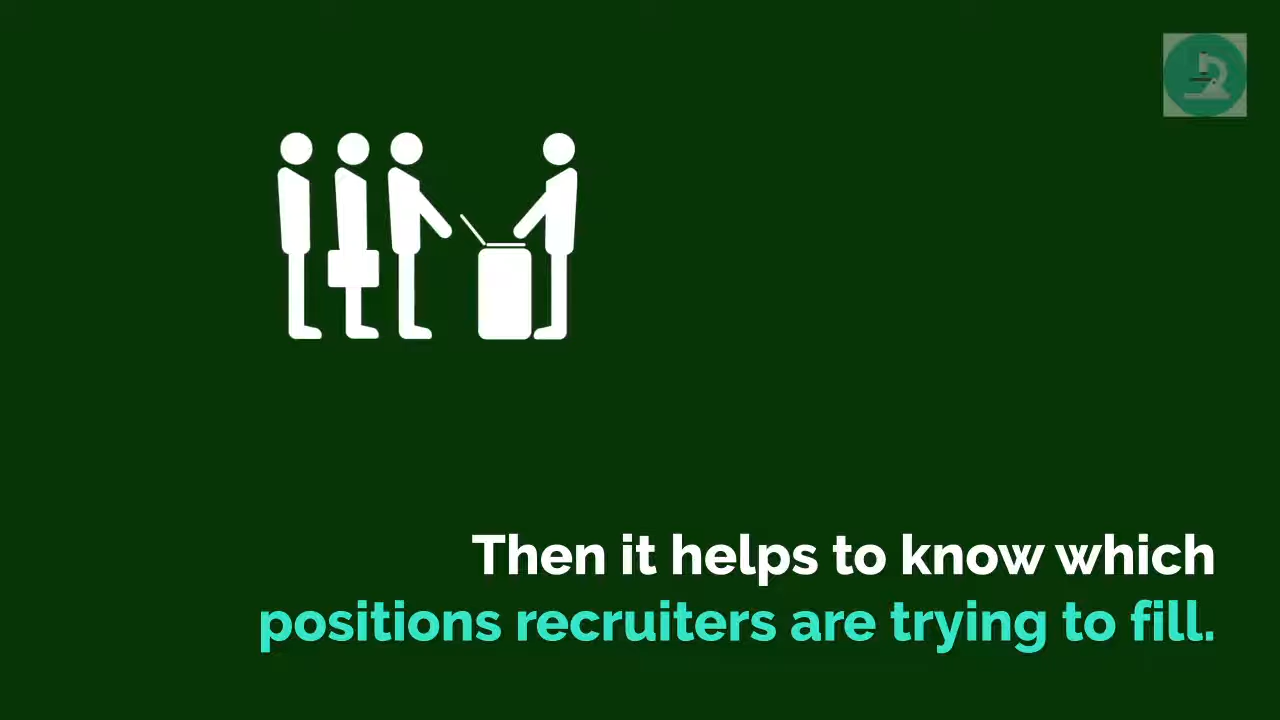 Then it helps to know which
positions recruiters are trying to fill.